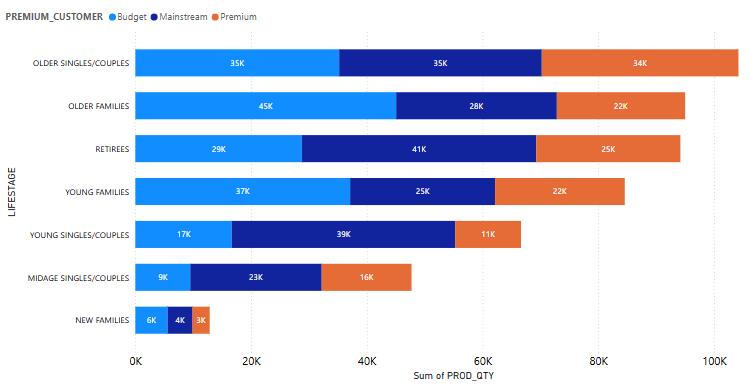 PREMIUM_CUSTOMER Budget Mainstream Premium
OLDER SINGLES/COUPLES 35K 35K 34K
OLDER FAMILIES 45K 28K 22K
RETIREES 29K 41K 25K
YOUNG FAMILIES 37K 25K 22K
YOUNG SINGLES/COUPLES 17K 39K 11K
MIDAGE SINGLES/COUPLES 9K 23K 16K
NEW FAMILIES 6K 4K 3K
LIFESTAGE
0K 20K 40K 60K 80K 100K
Sum of PROD_QTY